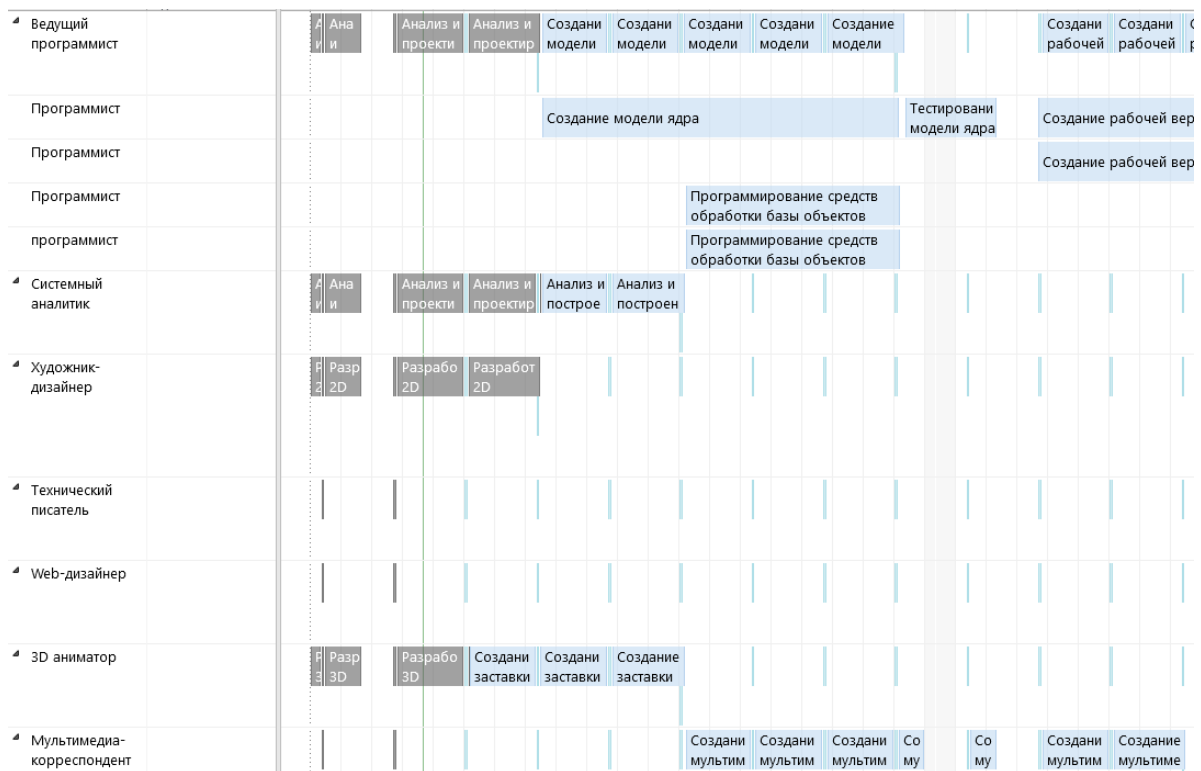 Ведущий
программист
А
и
Ана
и
Анализ и
проекти
Анализ и
проектир
Создани
модели
Создани
модели
Создани
модели
Создани
модели
Создание
модели
Создани
рабочей
Создани
рабочей
Программист
Создание модели ядра
Тестировани
модели ядра
Создание рабочей вер
Программист
Создание рабочей вер
Программист
Программирование средств
обработки базы объектов
программист
Программирование средств
обработки базы объектов
Системный
аналитик
А
и
Ана
и
Анализ и
проекти
Анализ и
проектир
Анализ и
построе
Анализ и
построен
Художник-
дизайнер
Р
2
Разр
2D
Разрабо
2D
Разработ
2D
Технический
писатель
Web-дизайнер
3D аниматор
Р
3
Разр
3D
Разрабо
3D
Создани
заставки
Создани
заставки
Создание
заставки
Мультимедиа-
корреспондент
Создани
мультим
Создани
мультим
Создани
мультим
Со
му
Со
му
Создани
мультим
Создание
мультиме